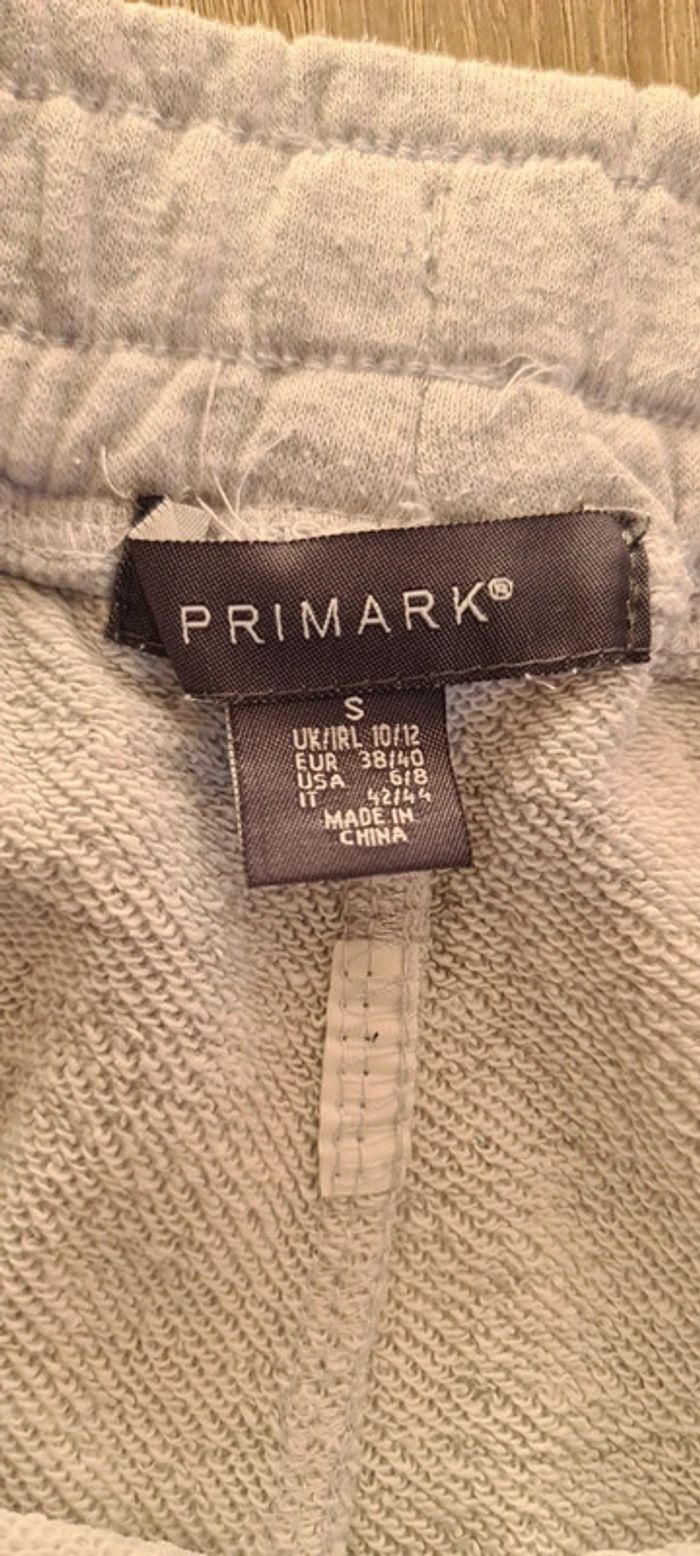 PRIMARK®
S
UK/IRL 10/12
EUR 38/40
USA 6/8
IT 42/44
MADE IN
CHINA